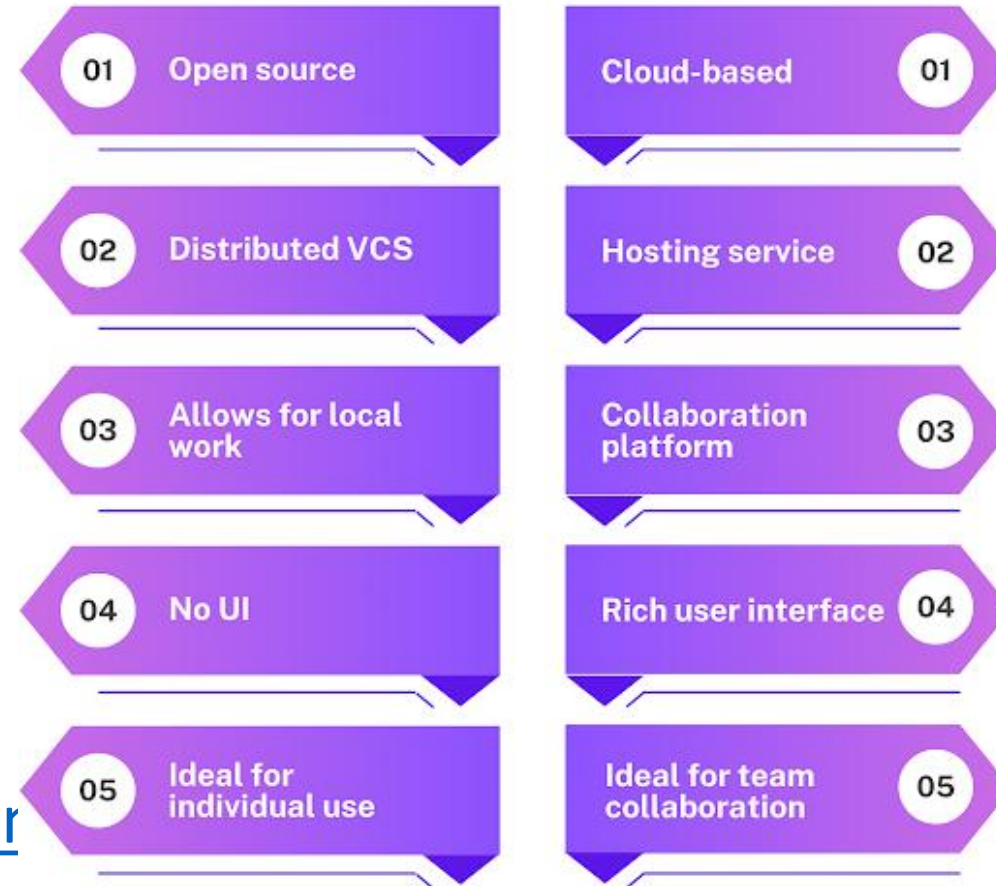 01 Open source
02 Distributed VCS
03 Allows for local
work
04 No UI
05 Ideal for
individual use
Cloud-based 01
Hosting service 02
Collaboration
platform 03
Rich user interface 04
Ideal for team
collaboration 05
r